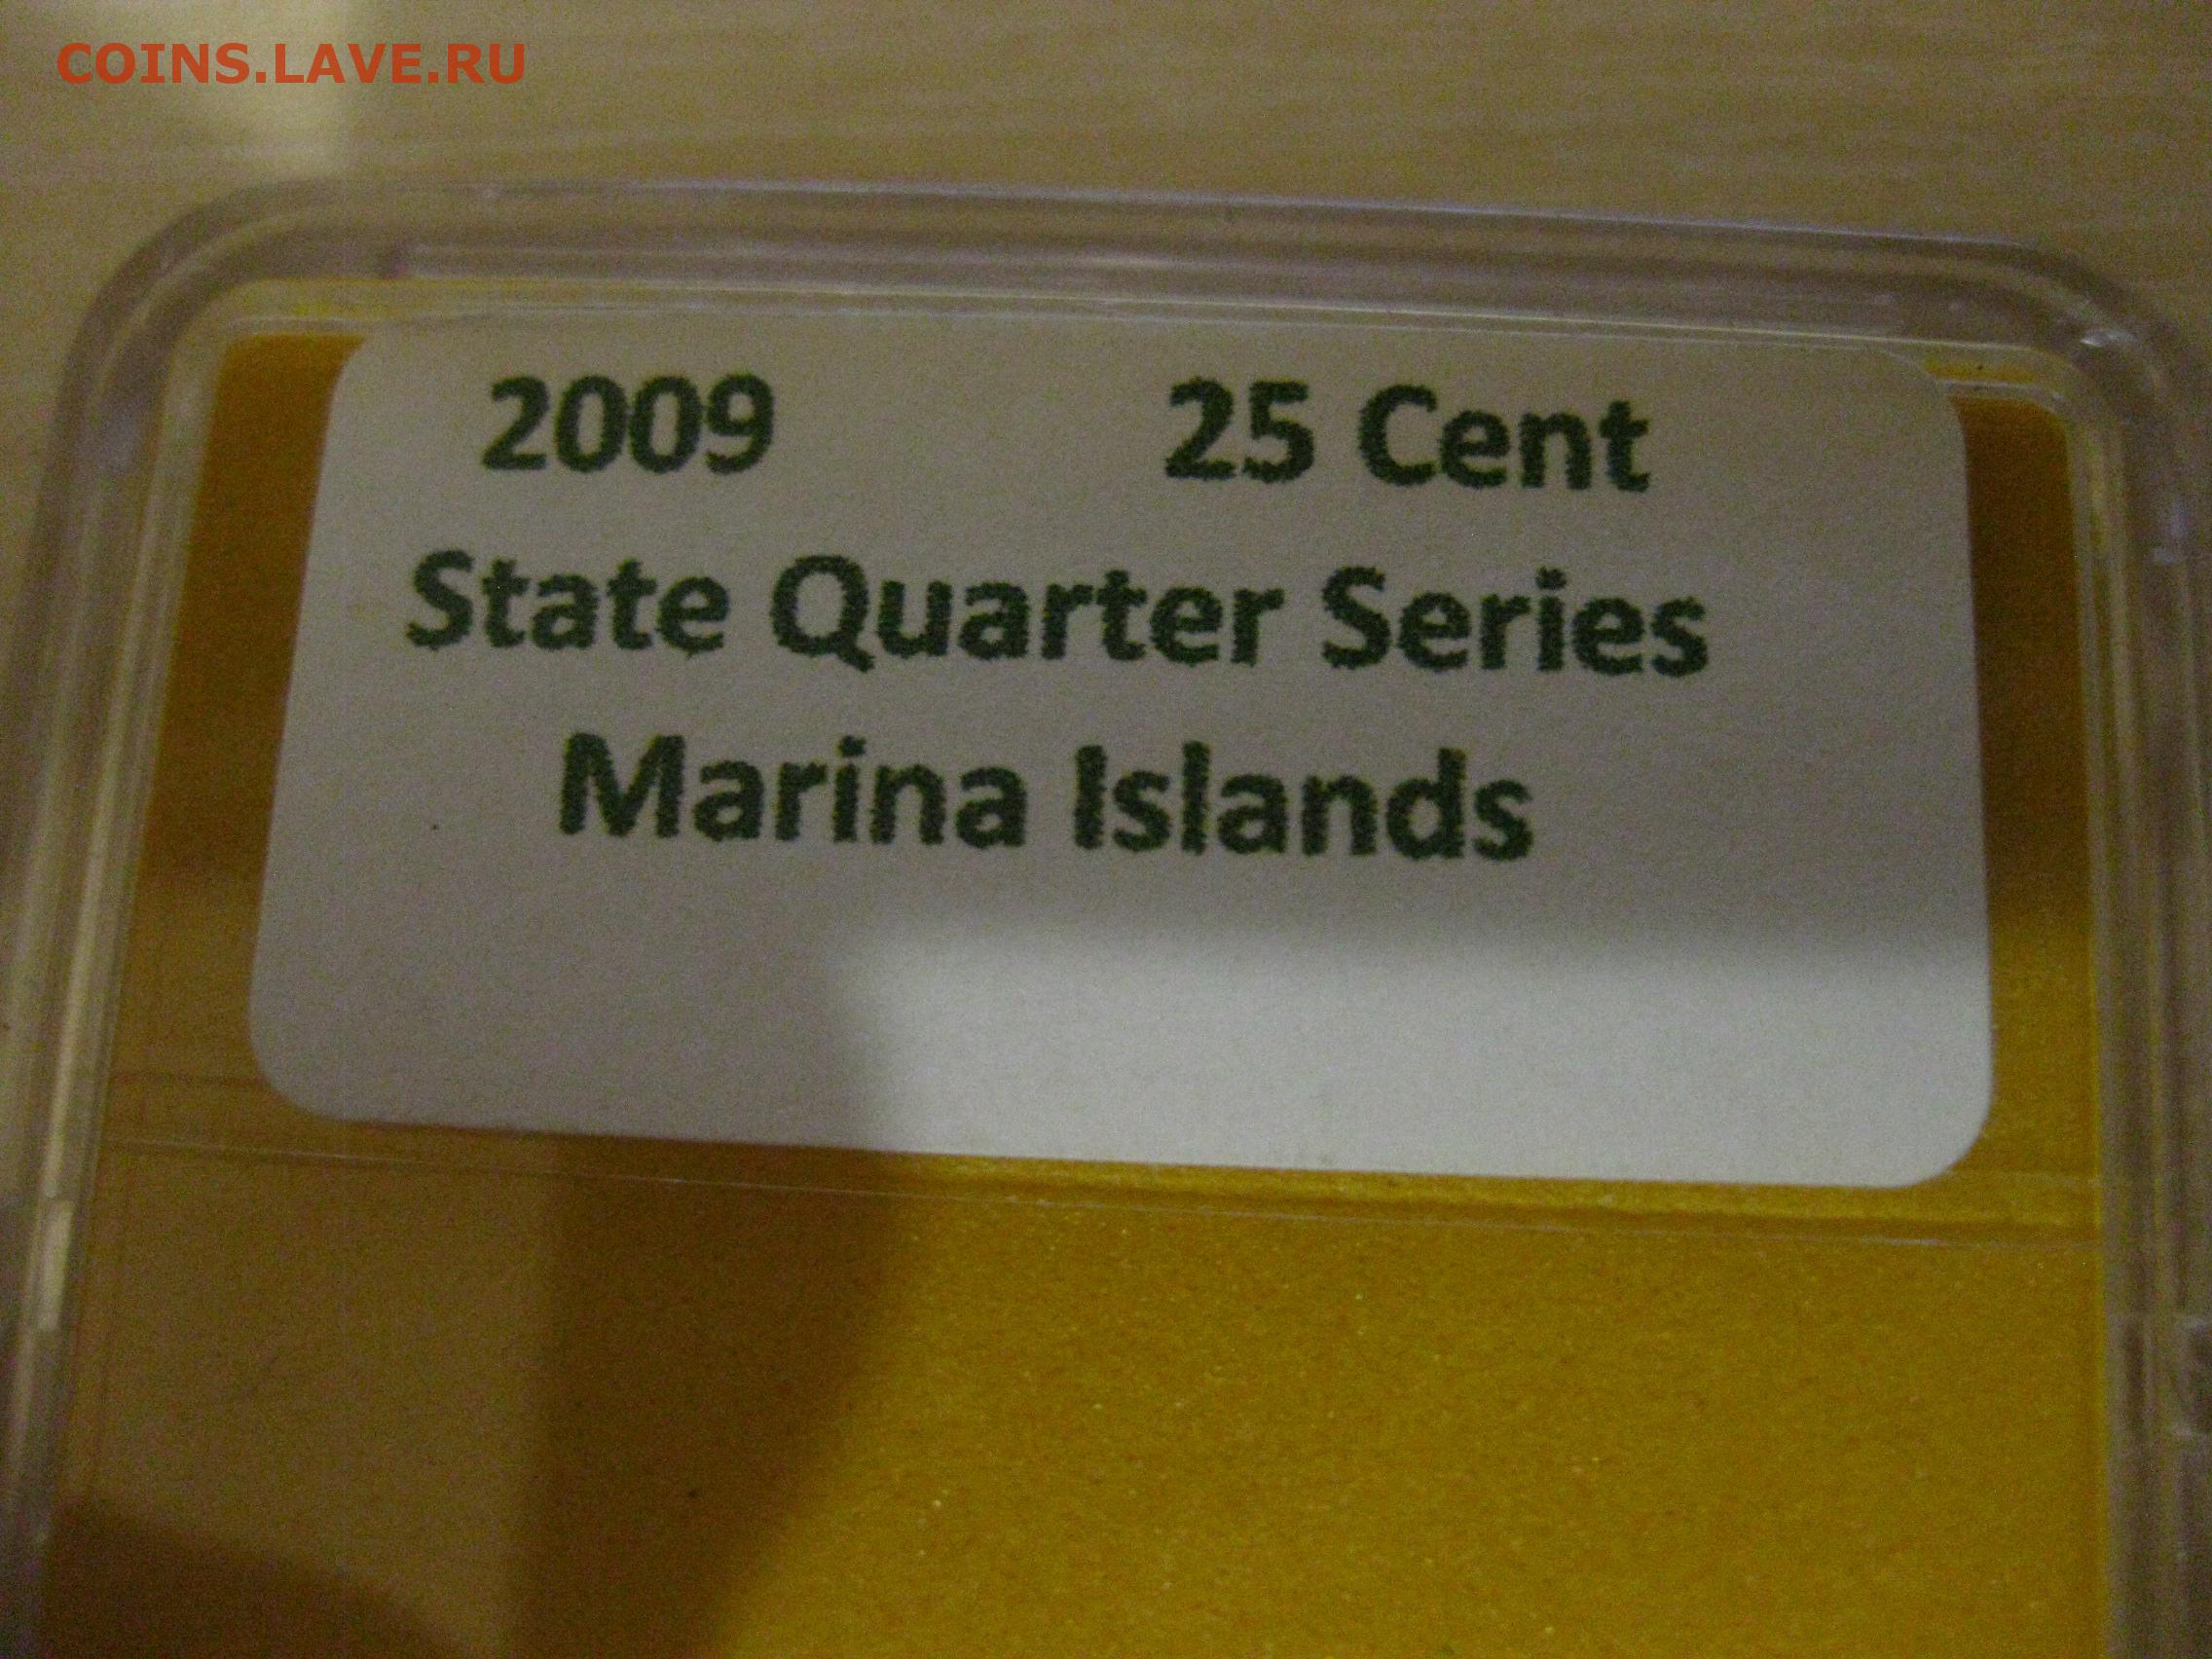 COINS.LAVE.RU
2009 25 Cent
State Quarter Series
Marina Islands